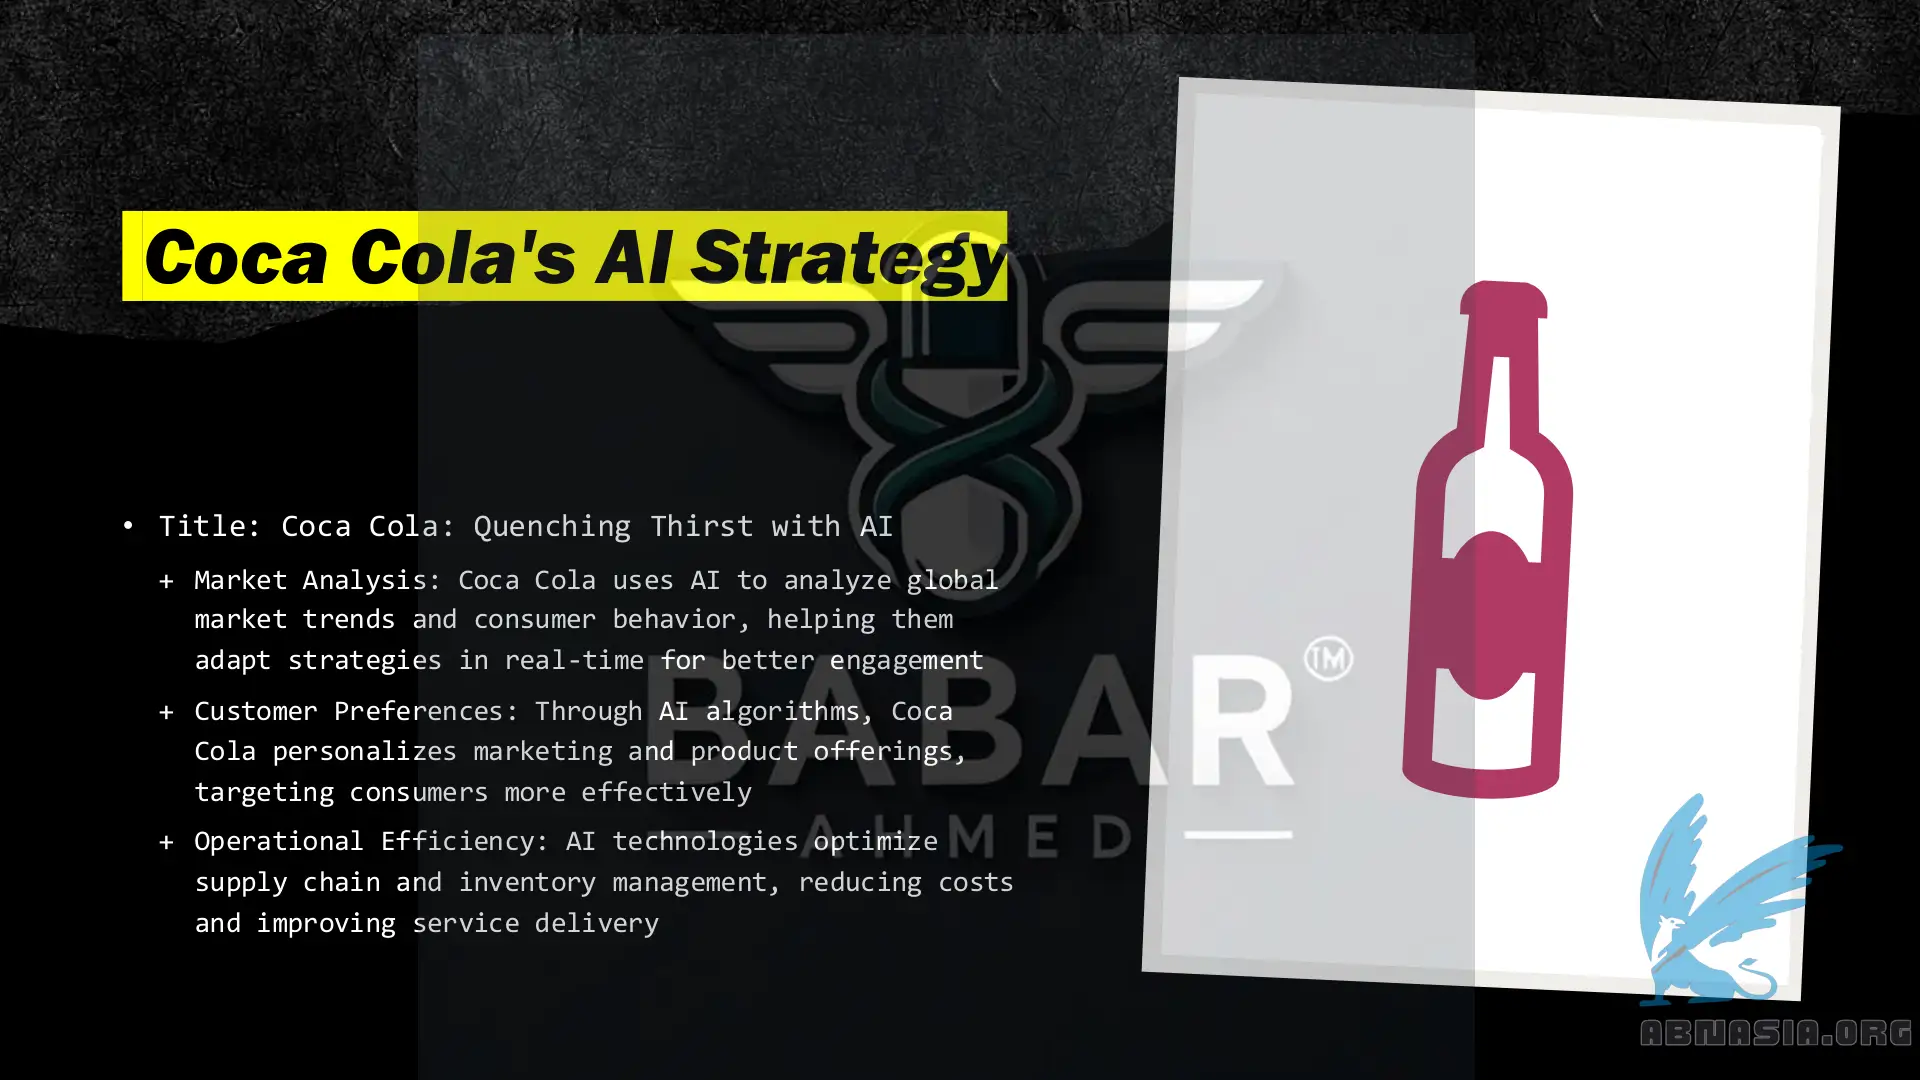 Coca Cola's AI Strategy
• Title: Coca Cola: Quenching Thirst with AI
+ Market Analysis: Coca Cola uses AI to analyze global
market trends and consumer behavior, helping them
adapt strategies in real-time for better engagement
+ Customer Preferences: Through AI algorithms, Coca
Cola personalizes marketing and product offerings,
targeting consumers more effectively
+ Operational Efficiency: AI technologies optimize
supply chain and inventory management, reducing costs
and improving service delivery
BABAR™
AHMED
ABNASIA.ORG